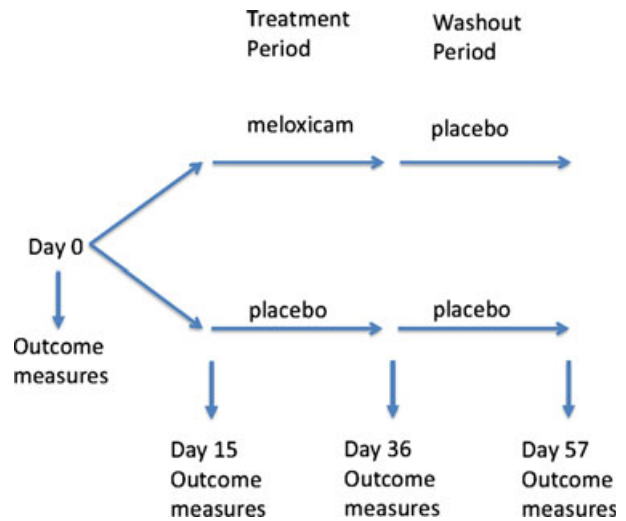 Treatment
Period
Washout
Period
meloxicam
placebo
Day 0
placebo
placebo
Outcome
measures
Day 15
Outcome
measures
Day 36
Outcome
measures
Day 57
Outcome
measures